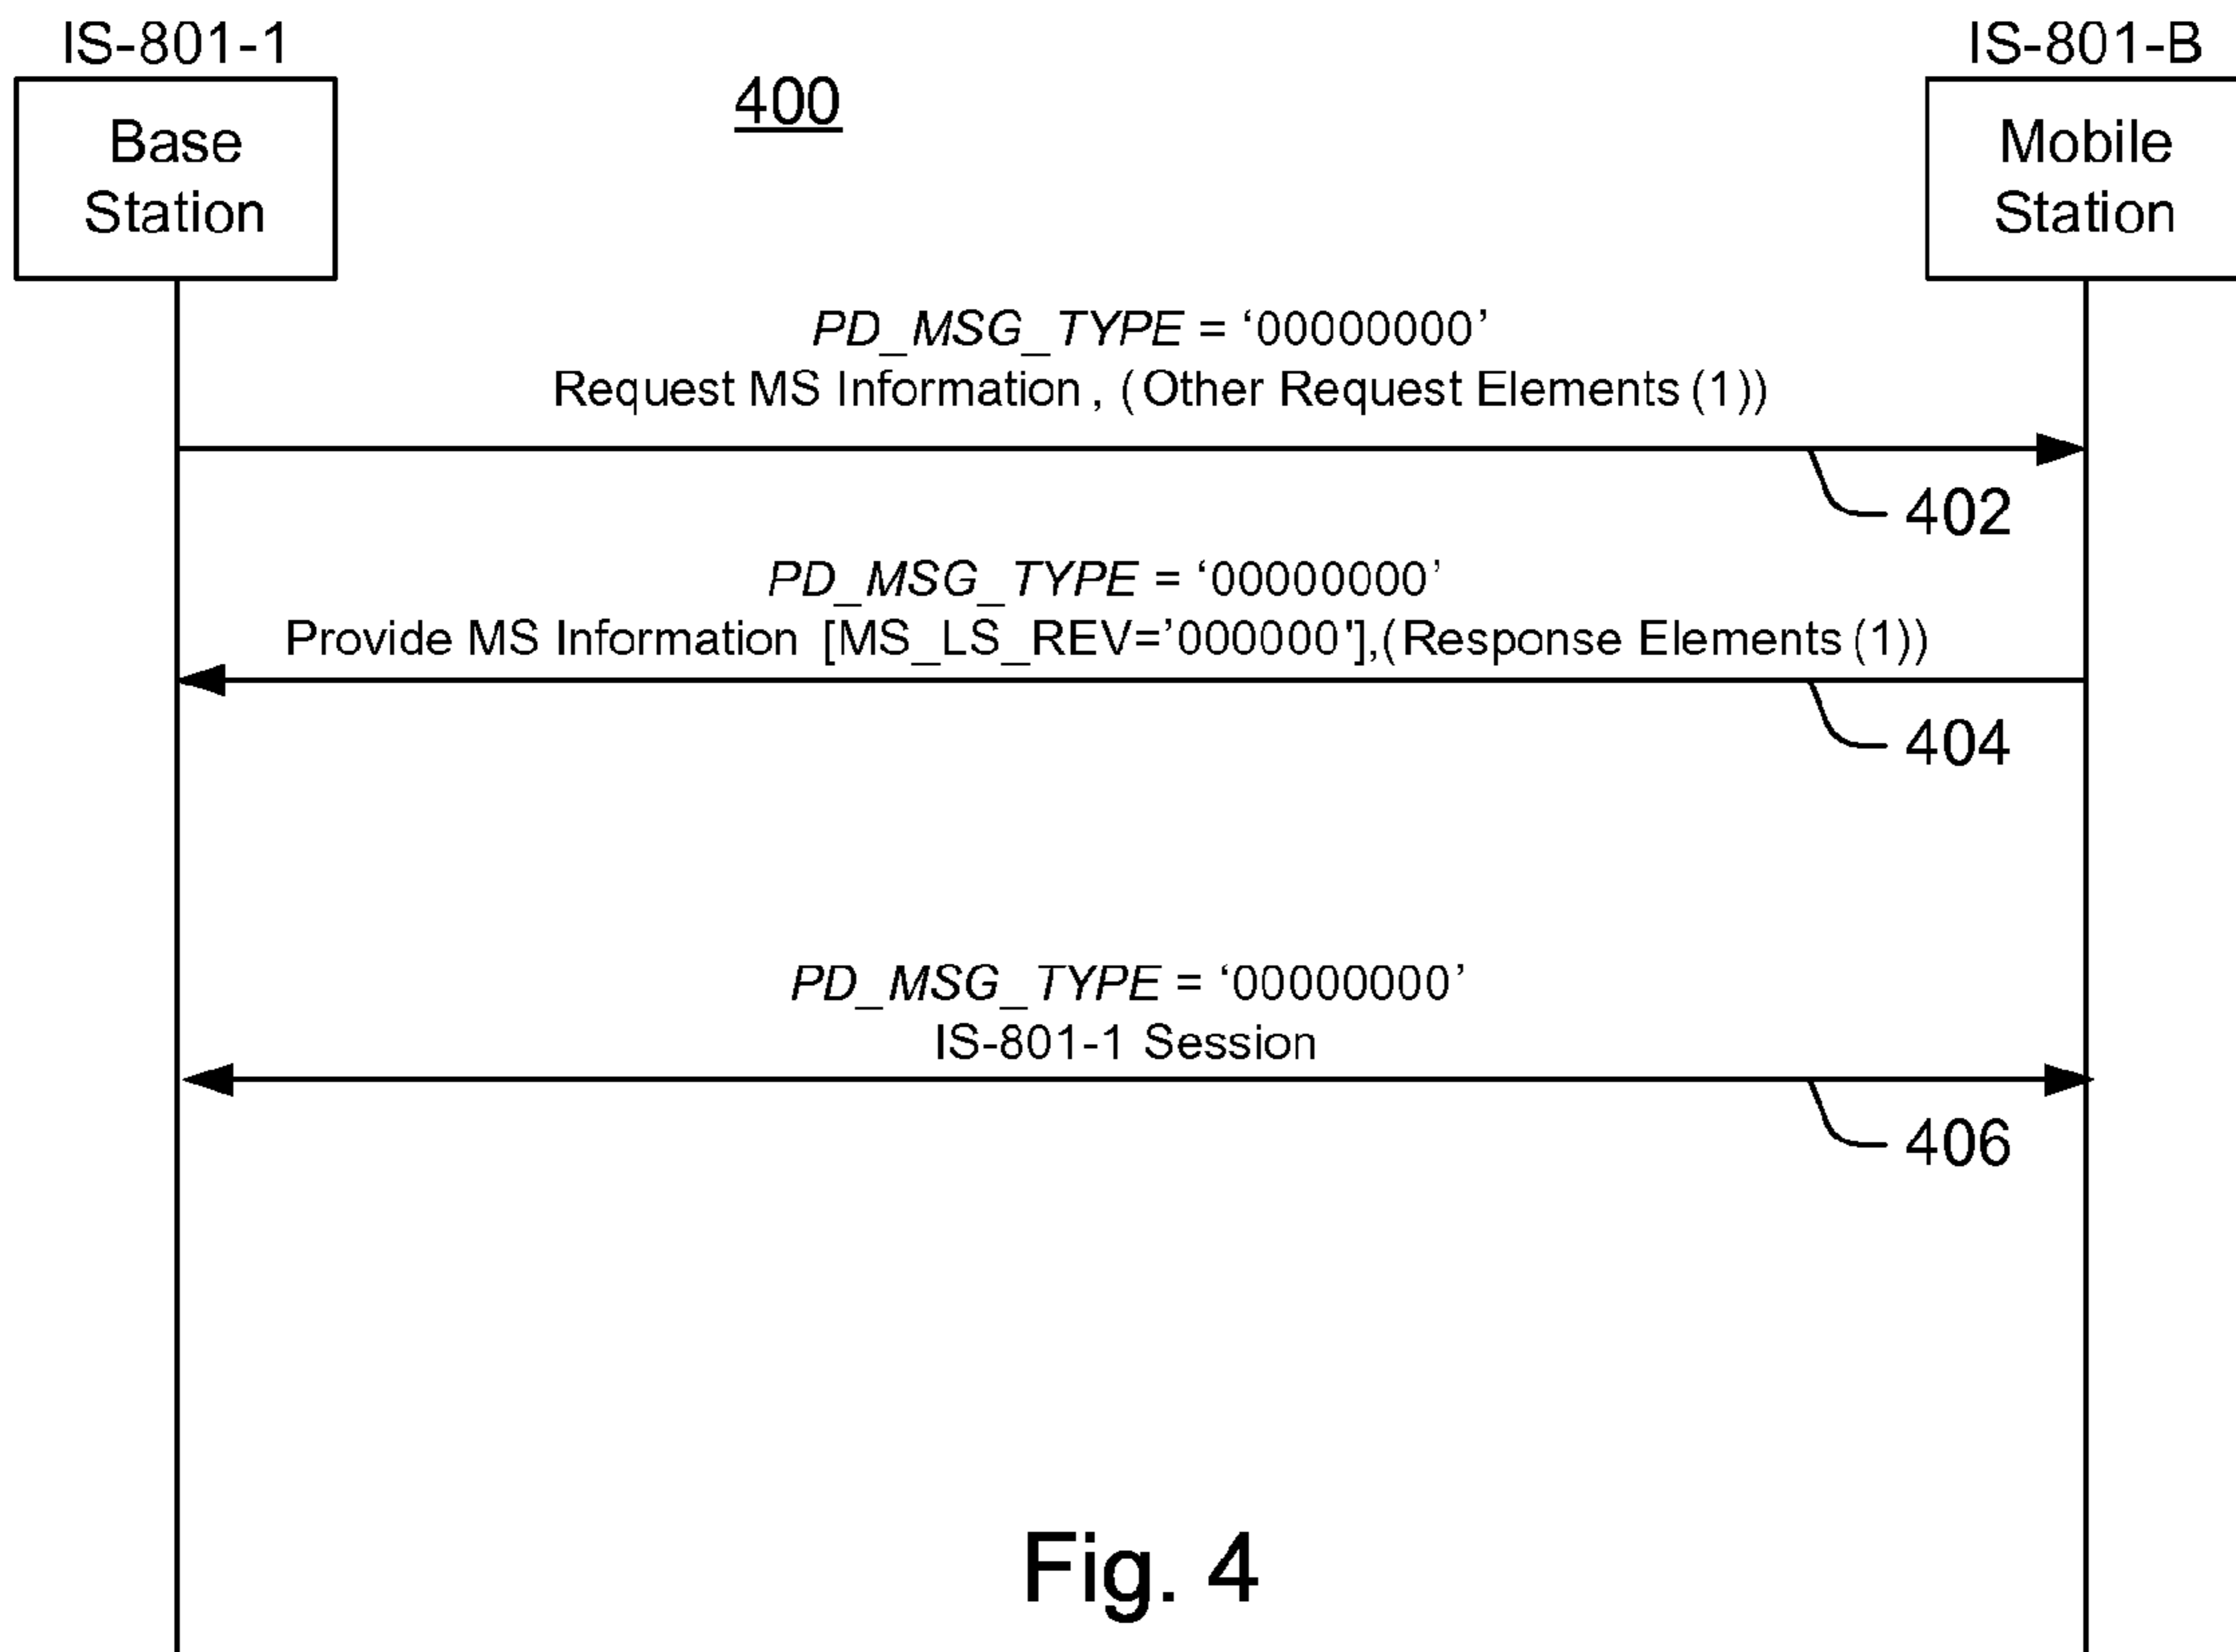 IS-801-1
IS-801-B
Base
Station
400
Mobile
Station
PD_MSG_TYPE = ‘00000000’
Request MS Information , (Other Request Elements (1))
402
PD_MSG_TYPE = ‘00000000’
Provide MS Information [MS_LS_REV=’000000'],(Response Elements (1))
404
PD_MSG_TYPE = ‘00000000’
IS-801-1 Session
406
Fig. 4